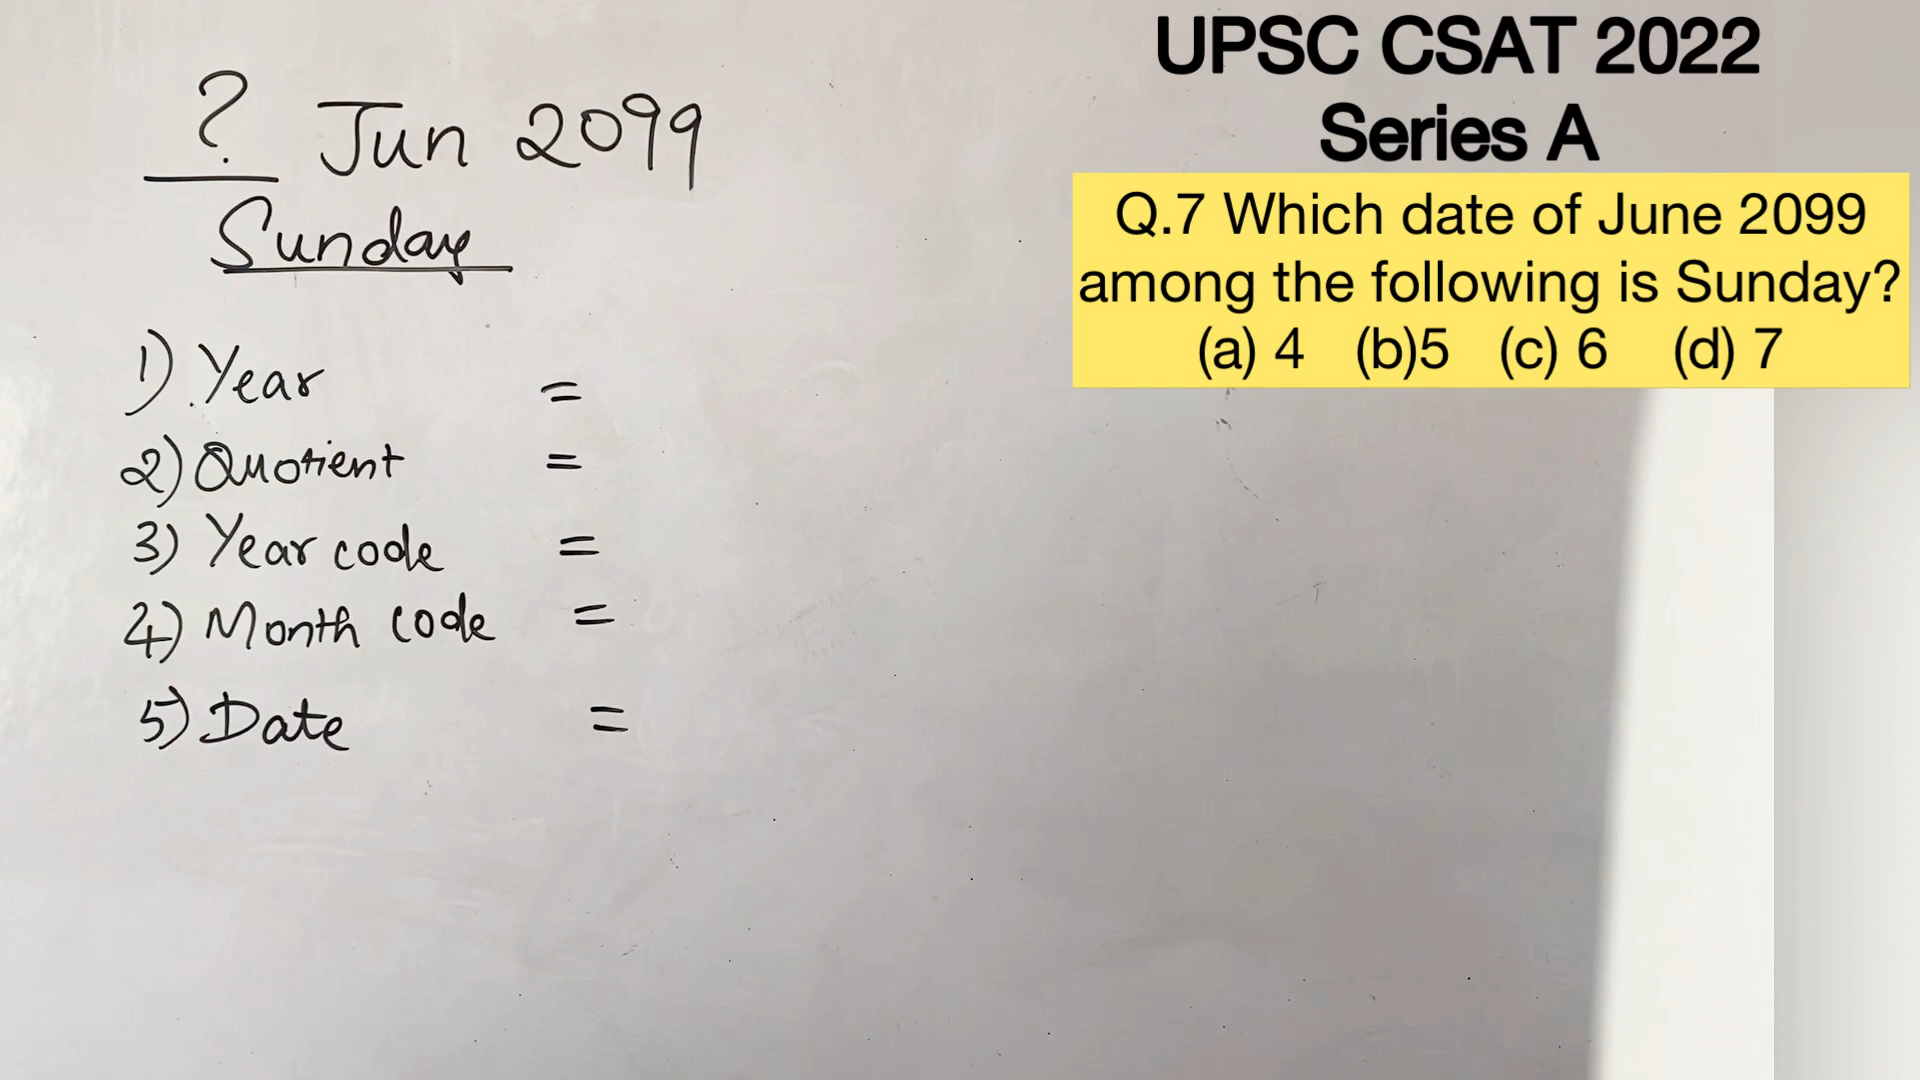 ? Jun 2099
Sunday
1) Year =
2) Quotient =
3) Year code =
4) Month code =
5) Date =
UPSC CSAT 2022
Series A
Q.7 Which date of June 2099
among the following is Sunday?
(a) 4 (b)5 (c) 6 (d) 7